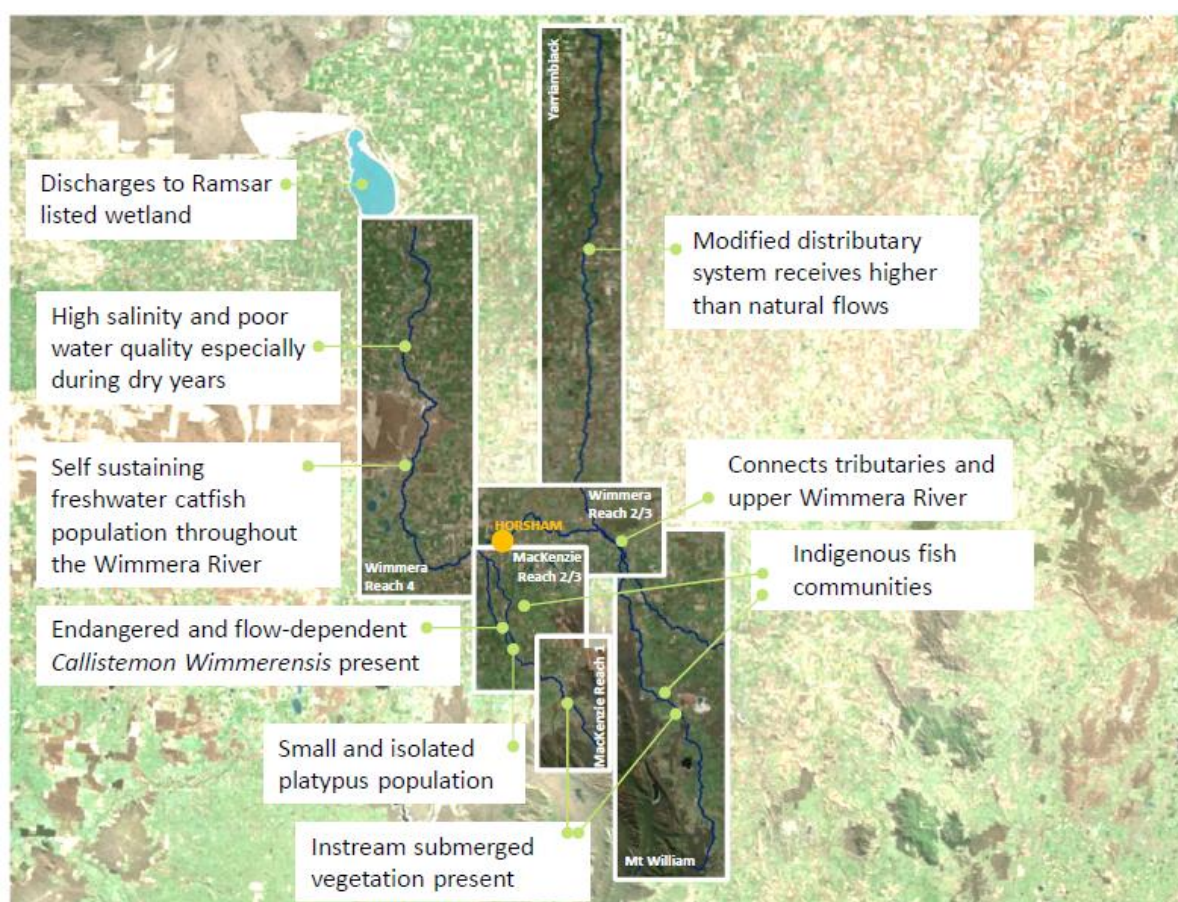 Yarriamblack
Discharges to Ramsar
listed wetland
Modified distributary
system receives higher
than natural flows
High salinity and poor
water quality especially
during dry years
Self sustaining
freshwater catfish
population throughout
the Wimmera River
Connects tributaries and
upper Wimmera River
Wimmera
Reach 2/3
HORSHAM
MacKenzie
Reach 2/3
Wimmera
Reach 4
Indigenous fish
communities
Endangered and flow-dependent
Callistemon Wimmerensis present
MacKenzie Reach 1
Small and isolated
platypus population
Instream submerged
vegetation present
Mt William